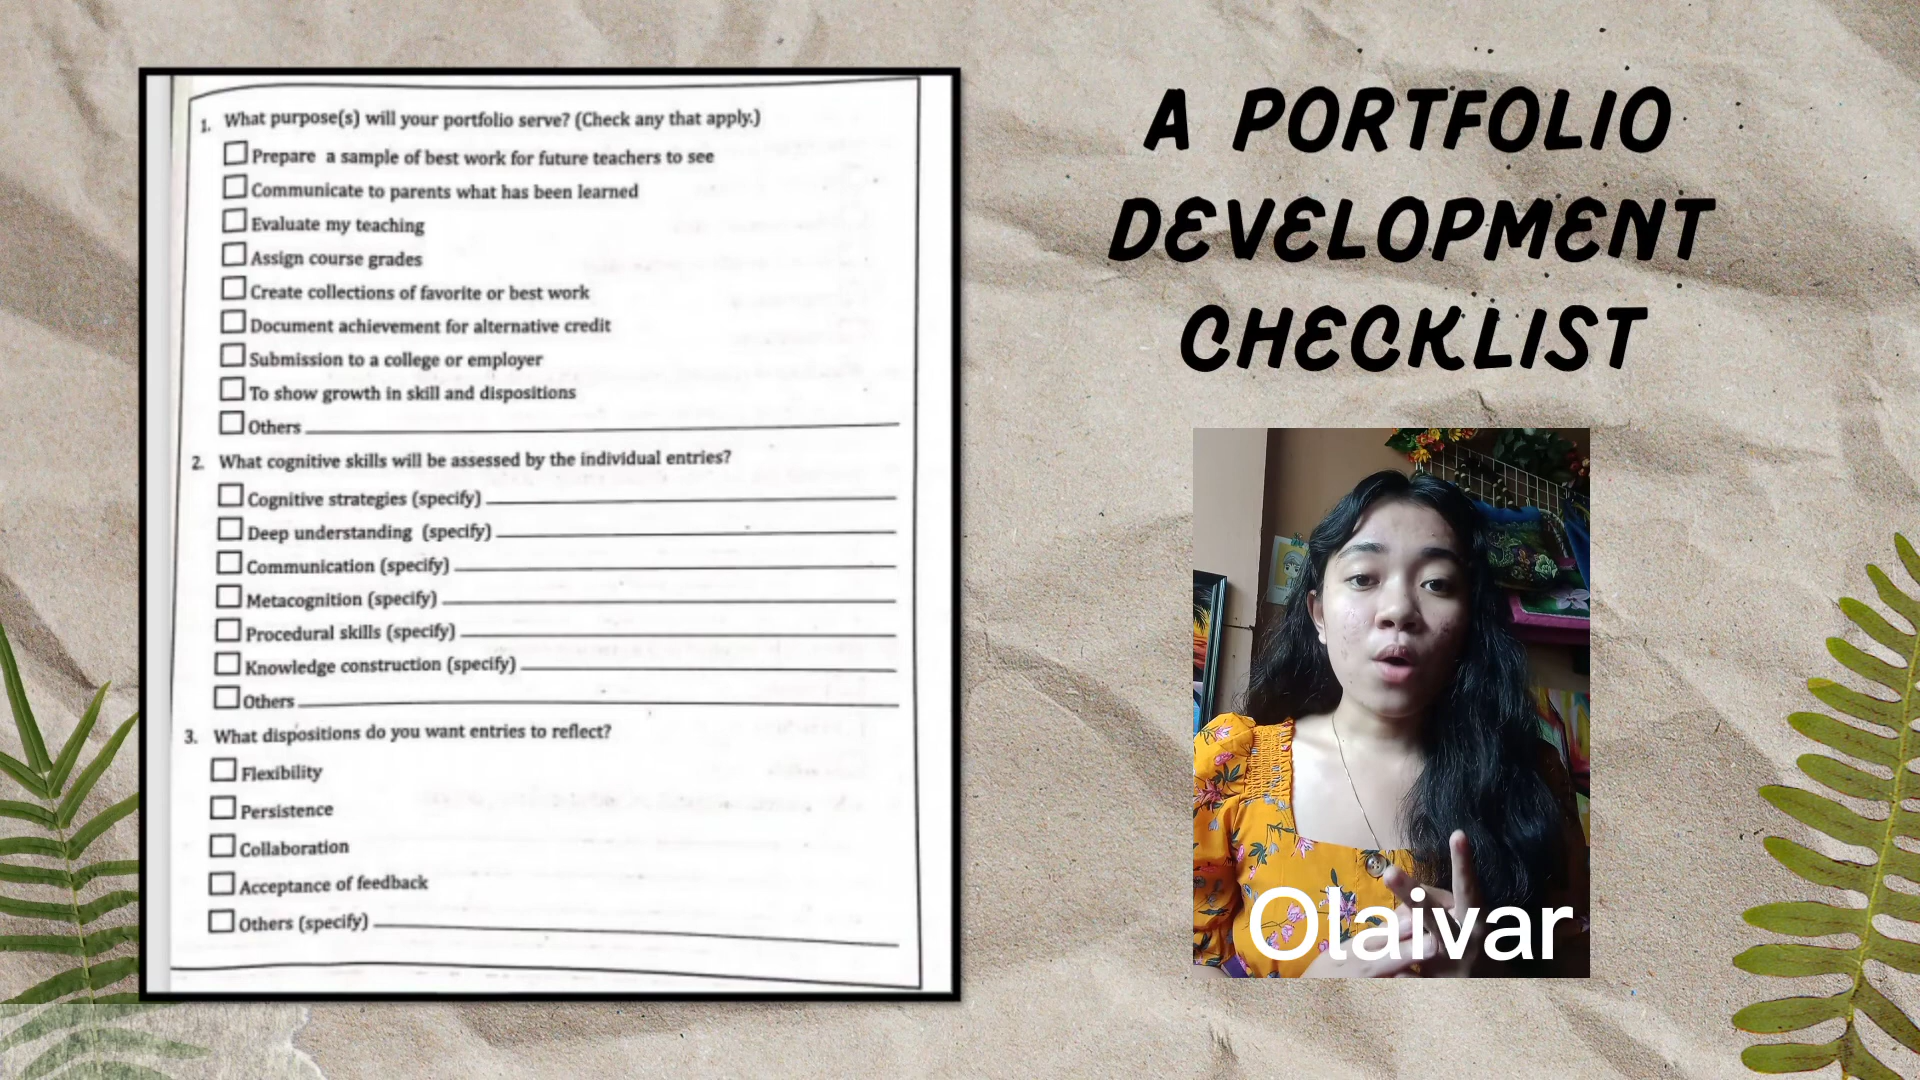 1. What purpose(s) will your portfolio serve? (Check any that apply.)
Prepare a sample of best work for future teachers to see
Communicate to parents what has been learned
Evaluate my teaching
Assign course grades
Create collections of favorite or best work
Document achievement for alternative credit
Submission to a college or employer
To show growth in skill and dispositions
Others
2. What cognitive skills will be assessed by the individual entries?
Cognitive strategies (specify)
Deep understanding (specify)
Communication (specify)
Metacognition (specify)
Procedural skills (specify)
Knowledge construction (specify)
Others
3. What dispositions do you want entries to reflect?
Flexibility
Persistence
Collaboration
Acceptance of feedback
Others (specify)
A PORTFOLIO
DEVELOPMENT
CHECKLIST
Olaivar